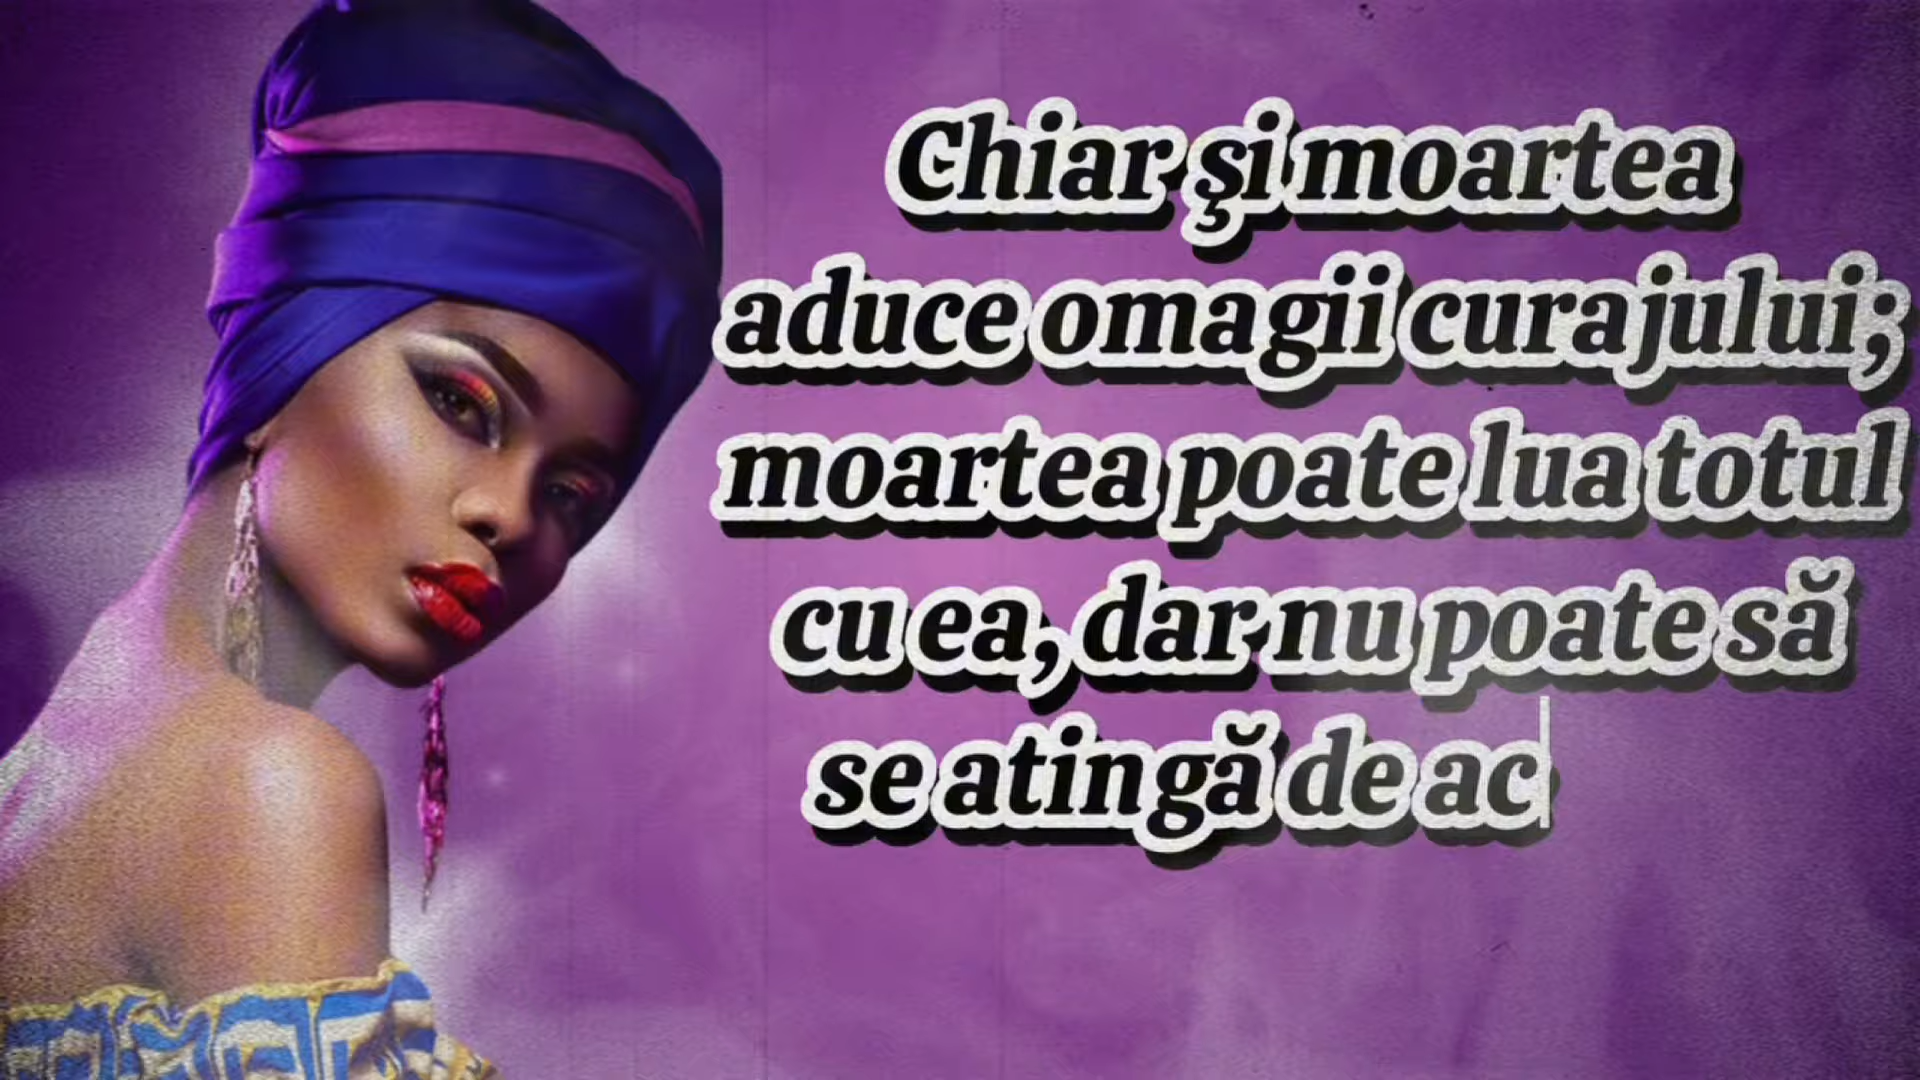 Chiar şi moartea
aduce omagii curajului;
moartea poate lua totul
cu ea, dar nu poate să
se atingă de ac